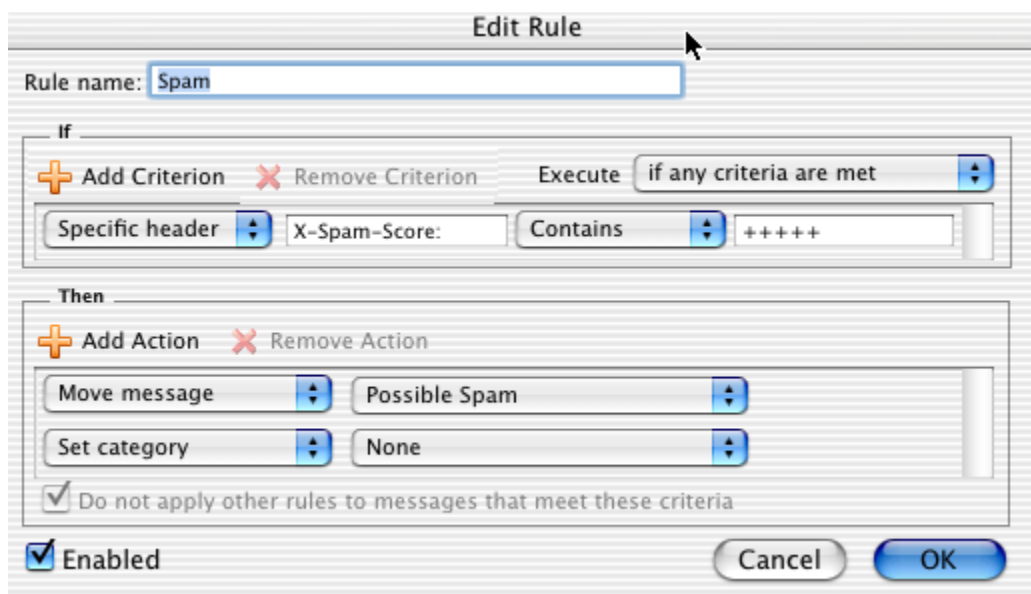 Edit Rule
Rule name: Spam
If
Add Criterion Remove Criterion Execute if any criteria are met
Specific header X-Spam-Score: Contains +++++
Then
Add Action Remove Action
Move message Possible Spam
Set category None
Do not apply other rules to messages that meet these criteria
Enabled Cancel OK